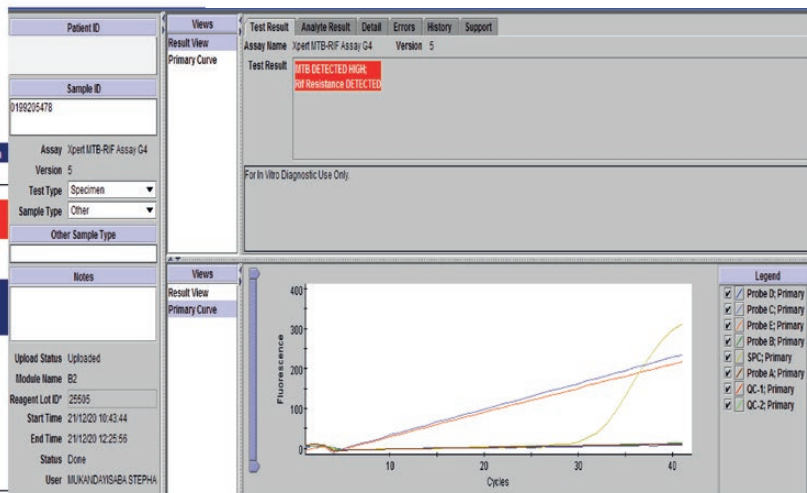 Patient ID
Sample ID
0199205478
Assay Xpert MTB-RIF Assay G4
Version 5
Test Type Specimen
Sample Type Other
Other Sample Type
Notes
Upload Status Uploaded
Module Name B2
Reagent Lot ID* 25505
Start Time 21/12/20 10:43:44
End Time 21/12/20 12:25:56
Status Done
User MUKANDAYISABA STEPHA
Views
Result View
Primary Curve
Test Result Analyte Result Detail Errors History Support
Assay Name Xpert MTB-RIF Assay G4 Version 5
Test Result MTB DETECTED HIGH;
Rif Resistance DETECTED
For In Vitro Diagnostic Use Only.
Views
Result View
Primary Curve
400
300
200
100
0
Fluorescence
10 20 30 40
Cycles
Legend
Probe D; Primary
Probe C; Primary
Probe E; Primary
Probe B; Primary
SPC; Primary
Probe A; Primary
QC-1; Primary
QC-2; Primary